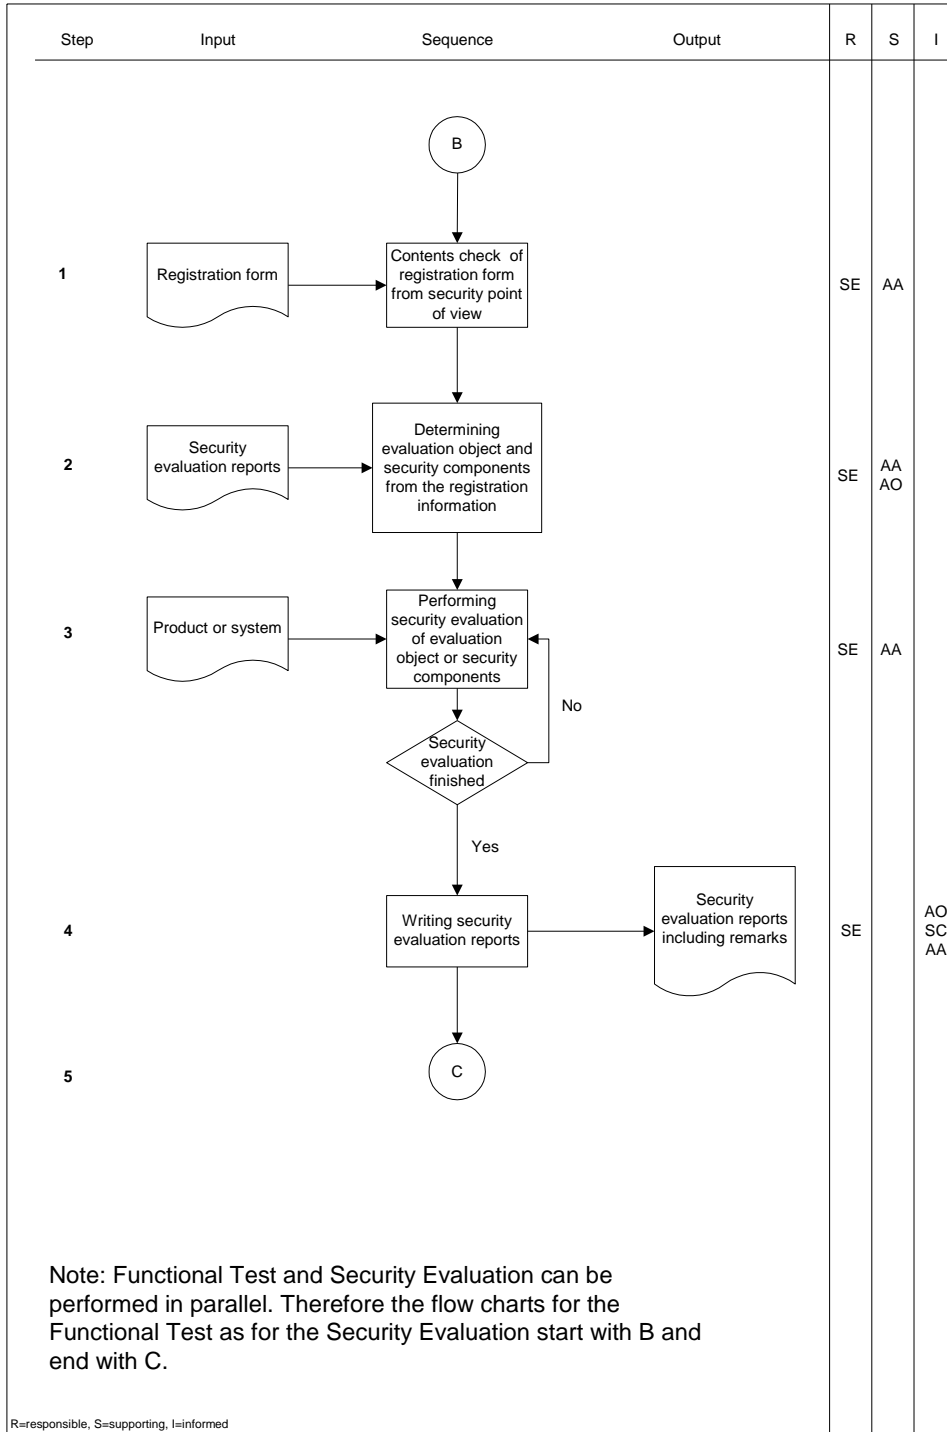 Step Input Sequence Output R S I
B
1
Registration form
Contents check of
registration form
from security point
of view
SE AA
2
Security
evaluation reports
Determining
evaluation object and
security components
from the registration
information
SE
AA
AO
3
Product or system
Performing
security evaluation
of evaluation
object or security
components
SE AA
No
Security
evaluation
finished
Yes
4
Writing security
evaluation reports
Security
evaluation reports
including remarks
SE
AO
SC
AA
5
C
Note: Functional Test and Security Evaluation can be
performed in parallel. Therefore the flow charts for the
Functional Test as for the Security Evaluation start with B and
end with C.
R=responsible, S=supporting, I=informed